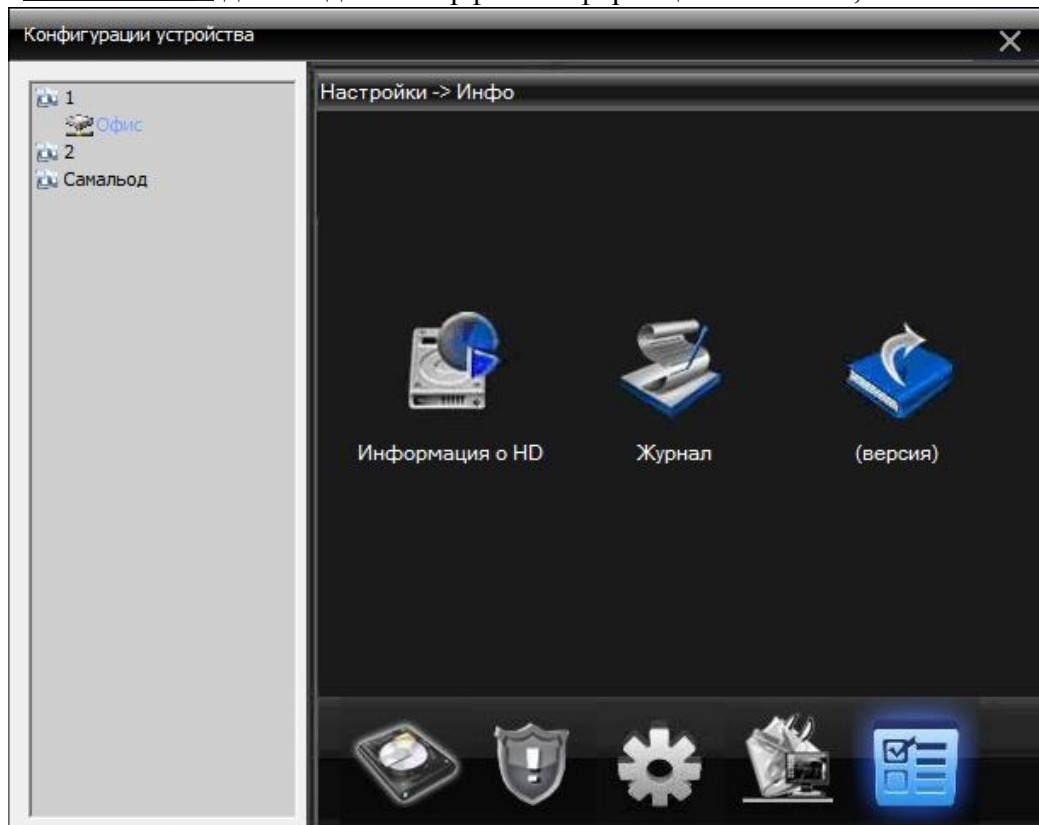 Конфигурации устройства
Настройки -> Инфо
1
Офис
2
Самальод
Информация о HD
Журнал
(версия)